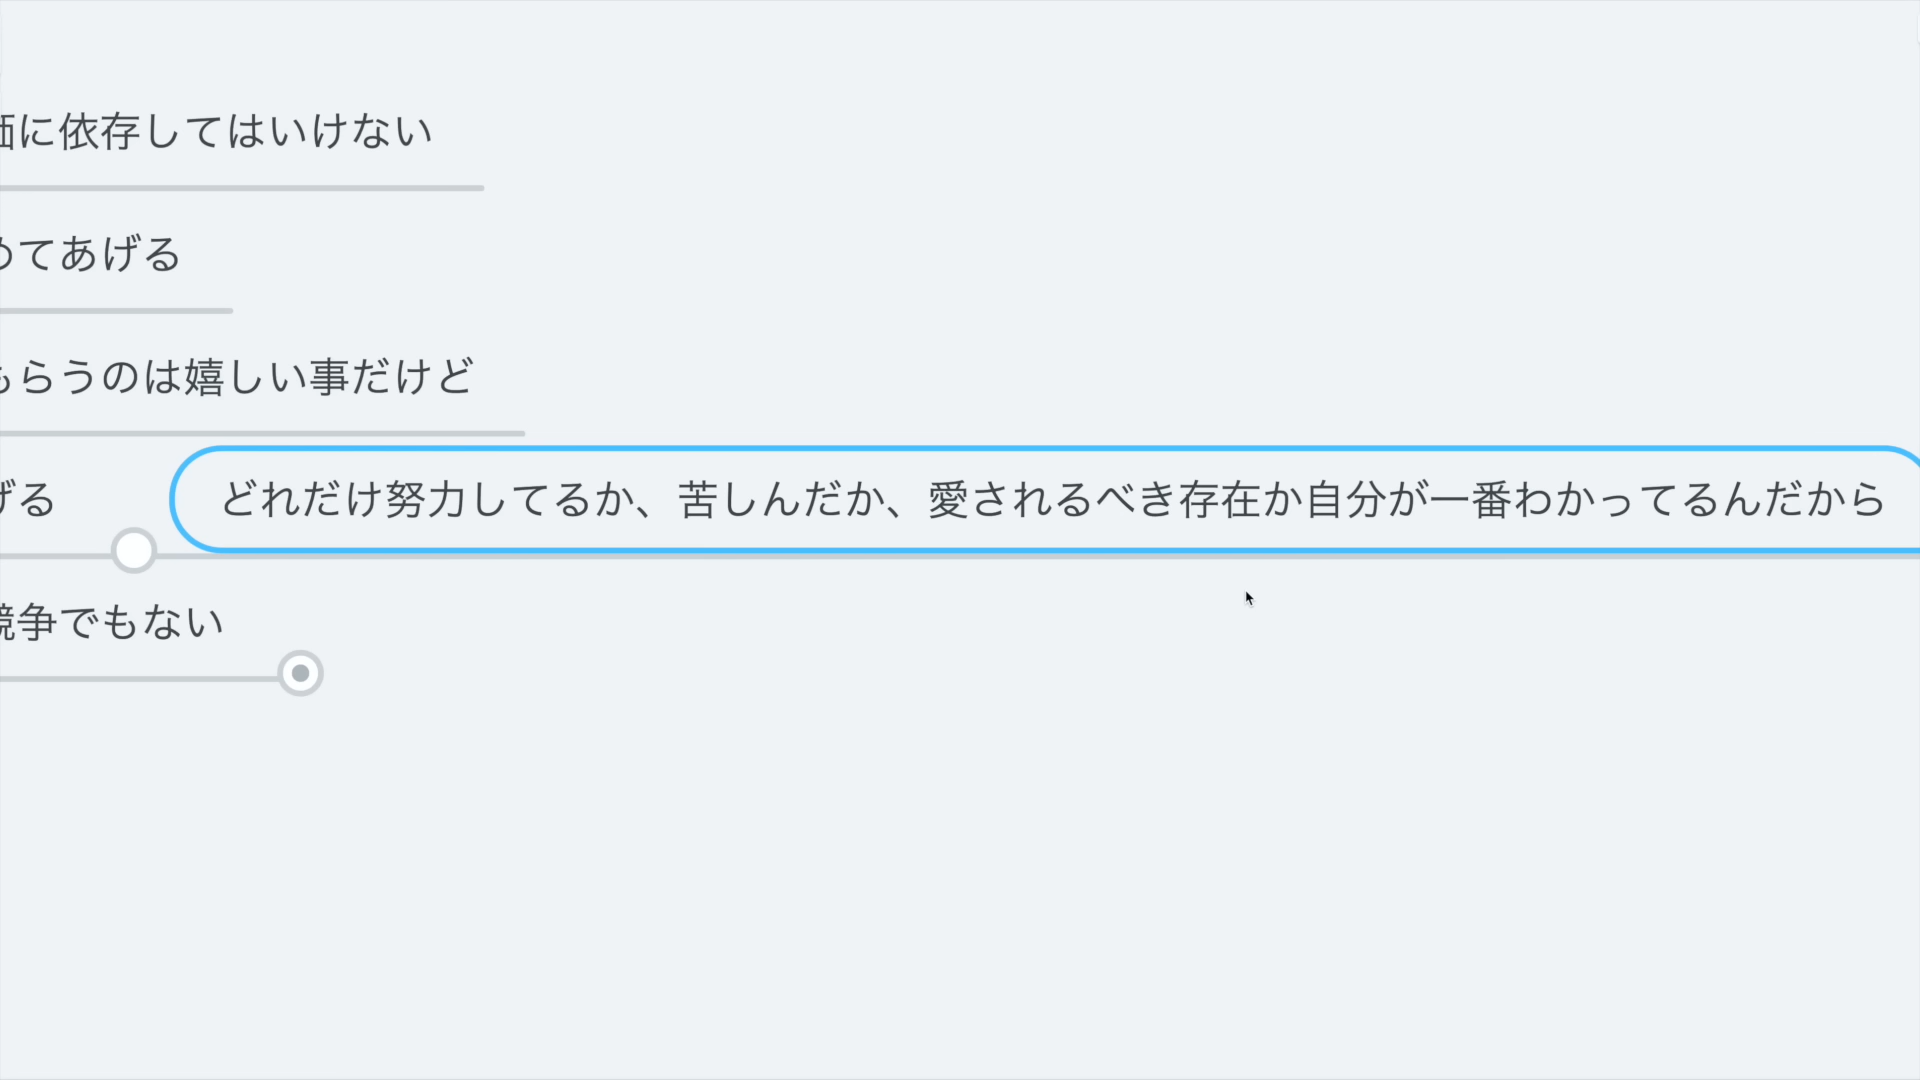 に依存してはいけない
てあげる
らうのは嬉しい事だけど
げる
どれだけ努力してるか、苦しんだか、愛されるべき存在か自分が一番わかってるんだから
競争でもない